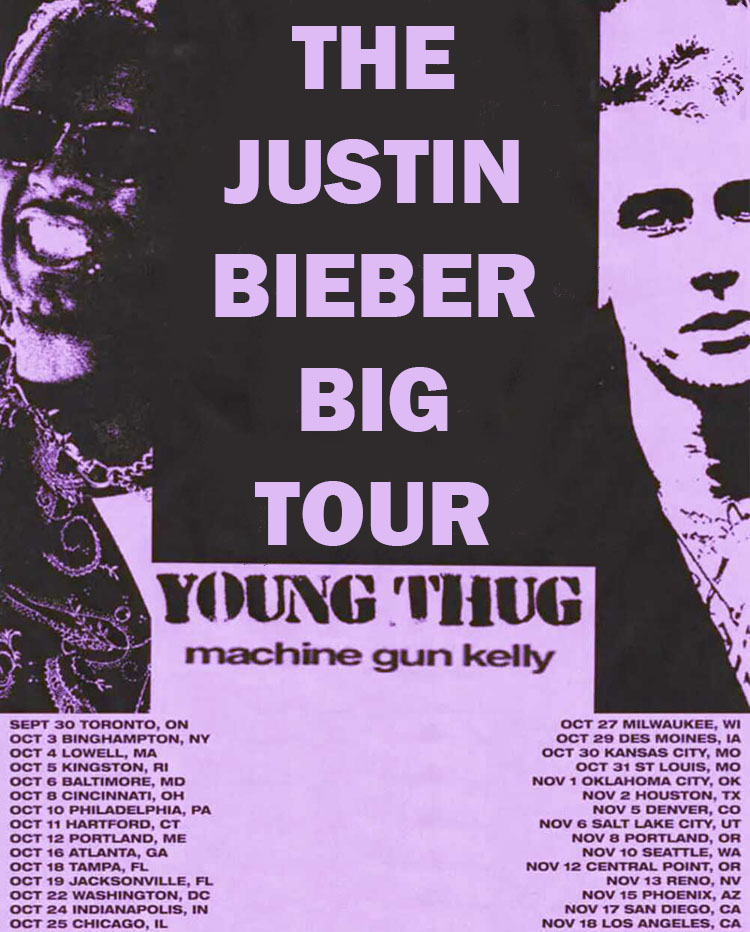 THE
JUSTIN
BIEBER
BIG
TOUR
YOUNG THUG
machine gun kelly
SEPT 30 TORONTO, ON
OCT 3 BINGHAMPTON, NY
OCT 4 LOWELL, MA
OCT 5 KINGSTON, RI
OCT 6 BALTIMORE, MD
OCT 8 CINCINNATI, OH
OCT 10 PHILADELPHIA, PA
OCT 11 HARTFORD, CT
OCT 12 PORTLAND, ME
OCT 16 ATLANTA, GA
OCT 18 TAMPA, FL
OCT 19 JACKSONVILLE, FL
OCT 22 WASHINGTON, DC
OCT 24 INDIANAPOLIS, IN
OCT 25 CHICAGO, IL
OCT 27 MILWAUKEE, WI
OCT 29 DES MOINES, IA
OCT 30 KANSAS CITY, MO
OCT 31 ST LOUIS, MO
NOV 1 OKLAHOMA CITY, OK
NOV 2 HOUSTON, TX
NOV 5 DENVER, CO
NOV 6 SALT LAKE CITY, UT
NOV 8 PORTLAND, OR
NOV 10 SEATTLE, WA
NOV 12 CENTRAL POINT, OR
NOV 13 RENO, NV
NOV 15 PHOENIX, AZ
NOV 17 SAN DIEGO, CA
NOV 18 LOS ANGELES, CA